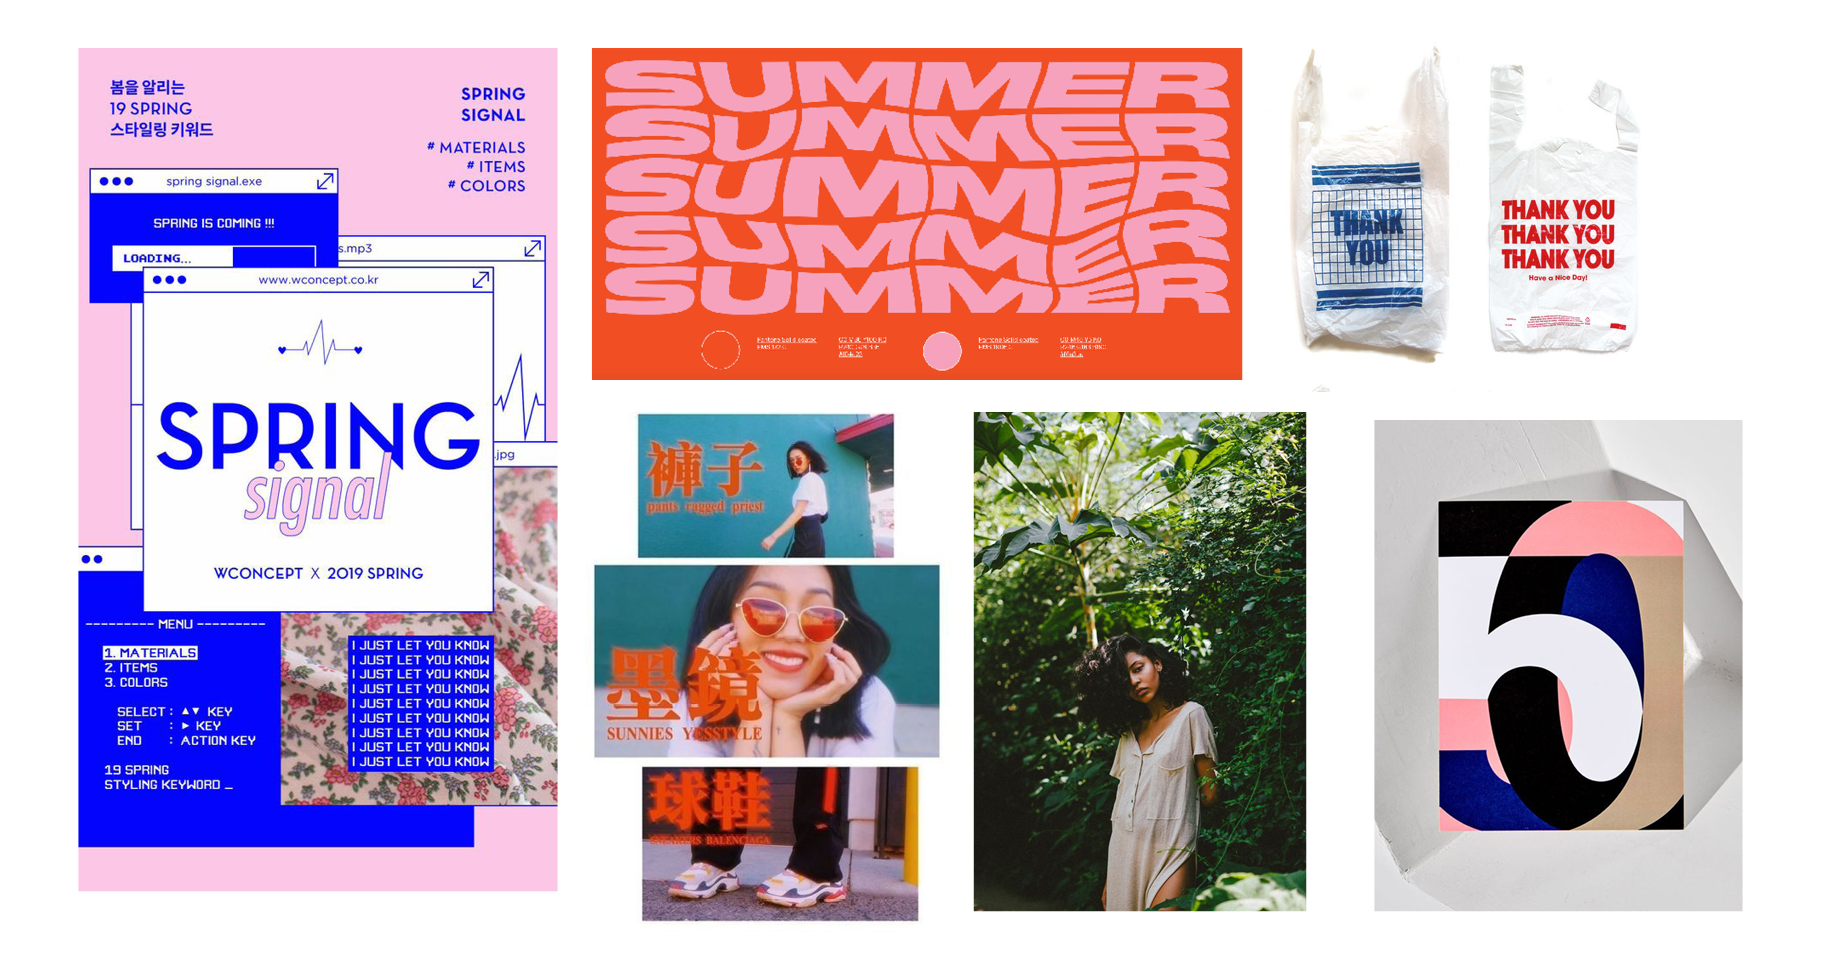 봄을 알리는
19 SPRING
스타일링 키워드
SPRING
SIGNAL
# MATERIALS
# ITEMS
# COLORS
spring signal.exe
SPRING IS COMING !!!
LOADING...
s.mp3
www.wconcept.co.kr
SPRING
signal
WCONCEPT X 2019 SPRING
.jpg
--------- MENU ---------
1. MATERIALS
2. ITEMS
3. COLORS
SELECT : ▲▼ KEY
SET : ▶ KEY
END : ACTION KEY
19 SPRING
STYLING KEYWORD _
I JUST LET YOU KNOW
I JUST LET YOU KNOW
I JUST LET YOU KNOW
I JUST LET YOU KNOW
I JUST LET YOU KNOW
I JUST LET YOU KNOW
I JUST LET YOU KNOW
I JUST LET YOU KNOW
I JUST LET YOU KNOW
SUMMER
SUMMER
SUMMER
SUMMER
SUMMER
THANK
YOU
THANK YOU
THANK YOU
THANK YOU
Have a Nice Day!
褲子
pants ragged priest
墨鏡
SUNNIES YESSTYLE
球鞋
SNEAKERS BALENCIAGA
5
0